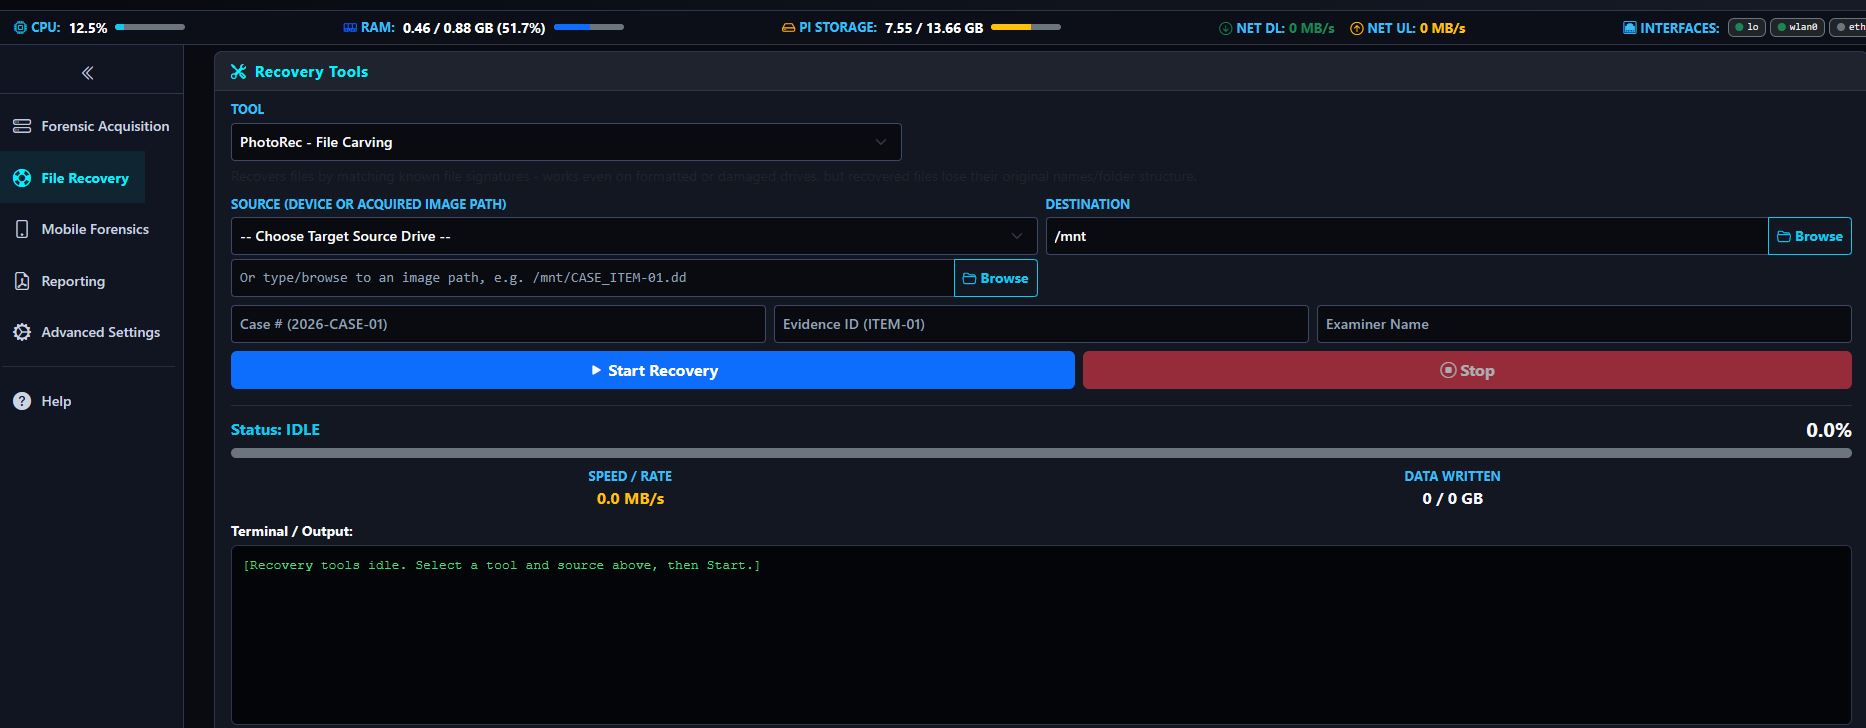 CPU: 12.5% RAM: 0.46 / 0.88 GB (51.7%) PI STORAGE: 7.55 / 13.66 GB NET DL: 0 MB/s NET UL: 0 MB/s INTERFACES: lo wlan0 eth
Forensic Acquisition
File Recovery
Mobile Forensics
Reporting
Advanced Settings
Help
Recovery Tools
TOOL
PhotoRec - File Carving
Recovers files by matching known file signatures - works even on formatted or damaged drives, but recovered files lose their original names/folder structure.
SOURCE (DEVICE OR ACQUIRED IMAGE PATH)
-- Choose Target Source Drive --
Or type/browse to an image path, e.g. /mnt/CASE_ITEM-01.dd Browse
DESTINATION
/mnt Browse
Case # (2026-CASE-01) Evidence ID (ITEM-01) Examiner Name
Start Recovery Stop
Status: IDLE 0.0%
SPEED / RATE
0.0 MB/s
DATA WRITTEN
0 / 0 GB
Terminal / Output:
[Recovery tools idle. Select a tool and source above, then Start.]